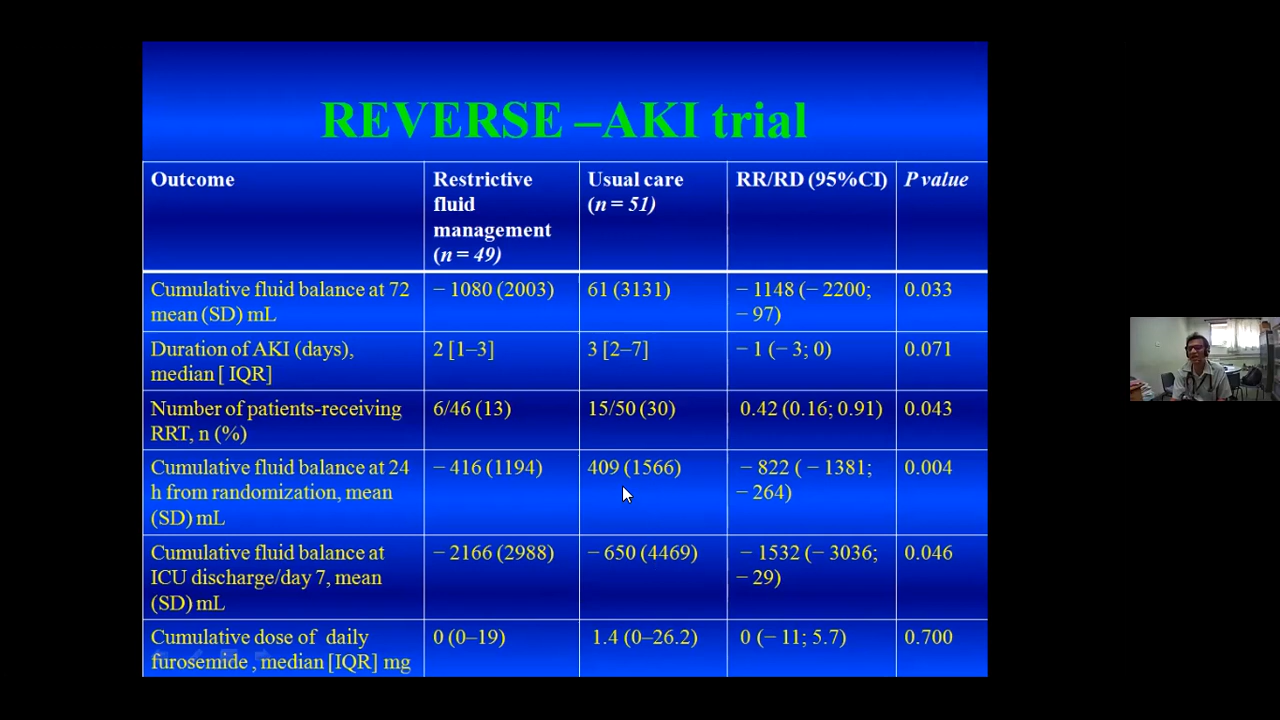 REVERSE –AKI trial
Outcome
Restrictive
fluid
management
(n = 49)
Usual care
(n = 51)
RR/RD (95%CI)
P value
Cumulative fluid balance at 72
mean (SD) mL
− 1080 (2003)
61 (3131)
− 1148 (− 2200;
− 97)
0.033
Duration of AKI (days),
median [ IQR]
2 [1–3]
3 [2–7]
− 1 (− 3; 0)
0.071
Number of patients-receiving
RRT, n (%)
6/46 (13)
15/50 (30)
0.42 (0.16; 0.91)
0.043
Cumulative fluid balance at 24
h from randomization, mean
(SD) mL
− 416 (1194)
409 (1566)
− 822 ( − 1381;
− 264)
0.004
Cumulative fluid balance at
ICU discharge/day 7, mean
(SD) mL
− 2166 (2988)
− 650 (4469)
− 1532 (− 3036;
− 29)
0.046
Cumulative dose of daily
furosemide , median [IQR] mg
0 (0–19)
1.4 (0–26.2)
0 (− 11; 5.7)
0.700